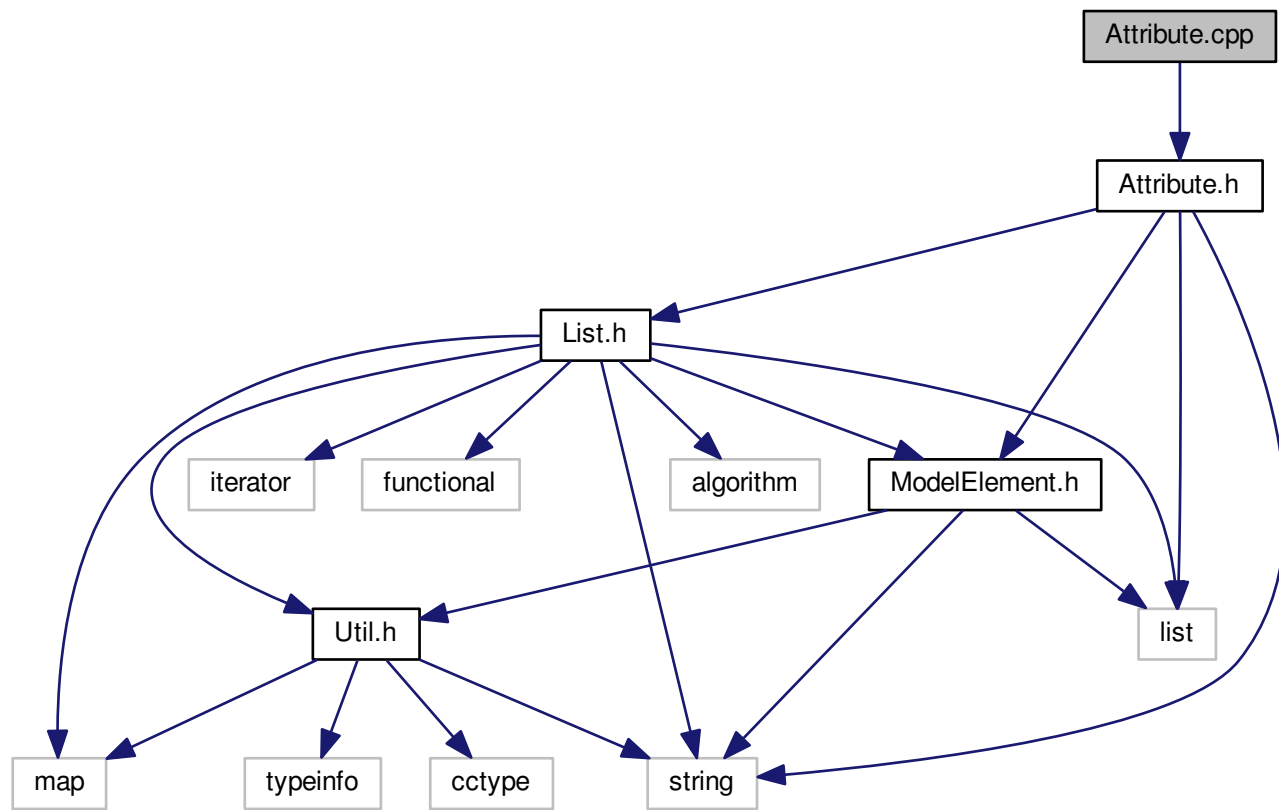 Attribute.cpp
Attribute.h
List.h
iterator
functional
algorithm
ModelElement.h
Util.h
list
map
typeinfo
cctype
string